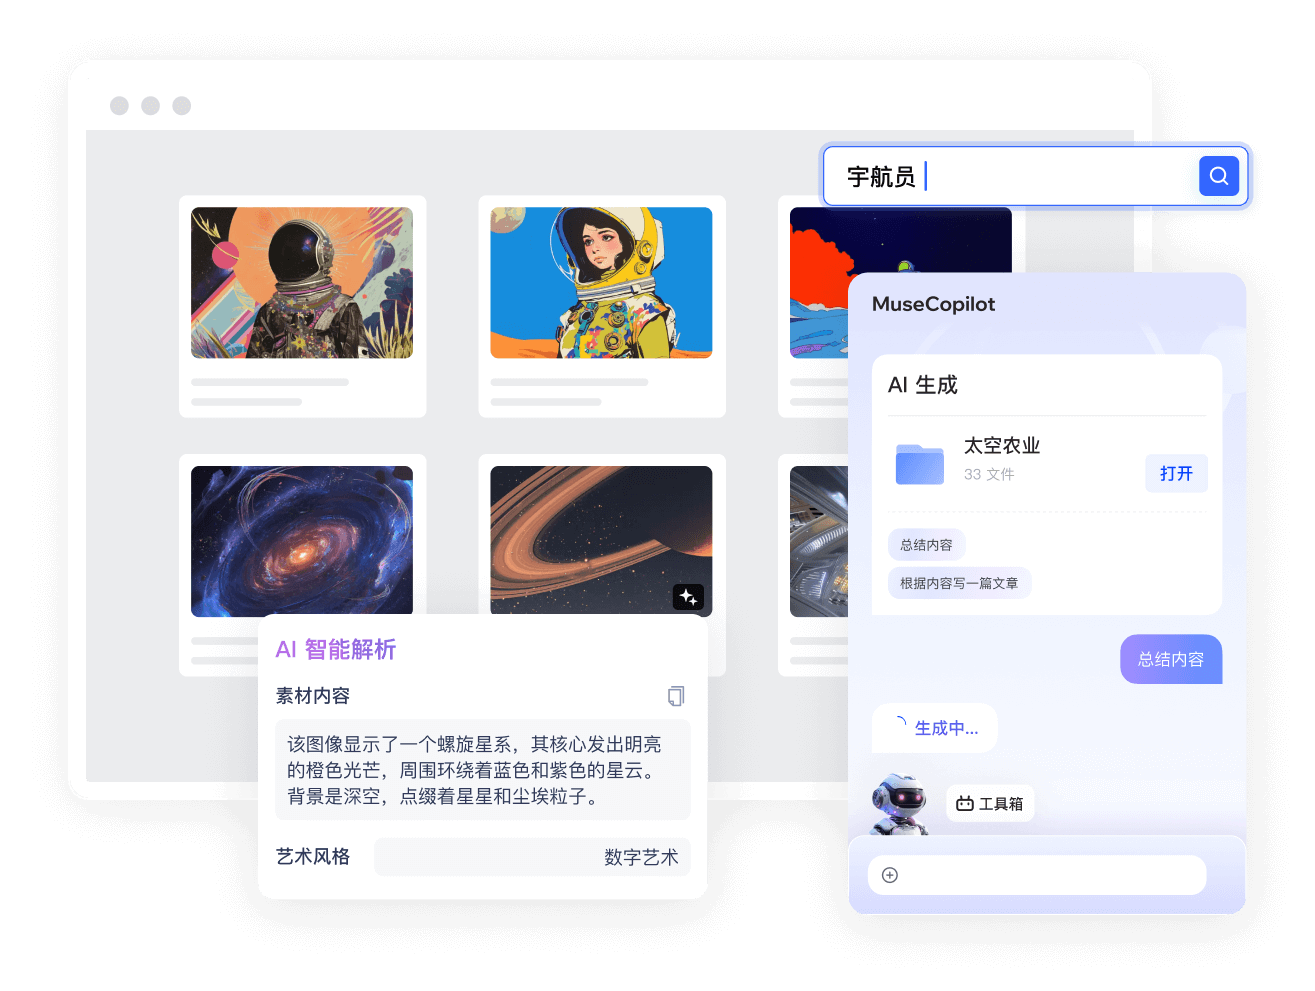 宇航员
MuseCopilot
AI 生成
太空农业
33 文件
打开
总结内容
根据内容写一篇文章
总结内容
生成中...
工具箱
AI 智能解析
素材内容
该图像显示了一个螺旋星系，其核心发出明亮
的橙色光芒，周围环绕着蓝色和紫色的星云。
背景是深空，点缀着星星和尘埃粒子。
艺术风格
数字艺术